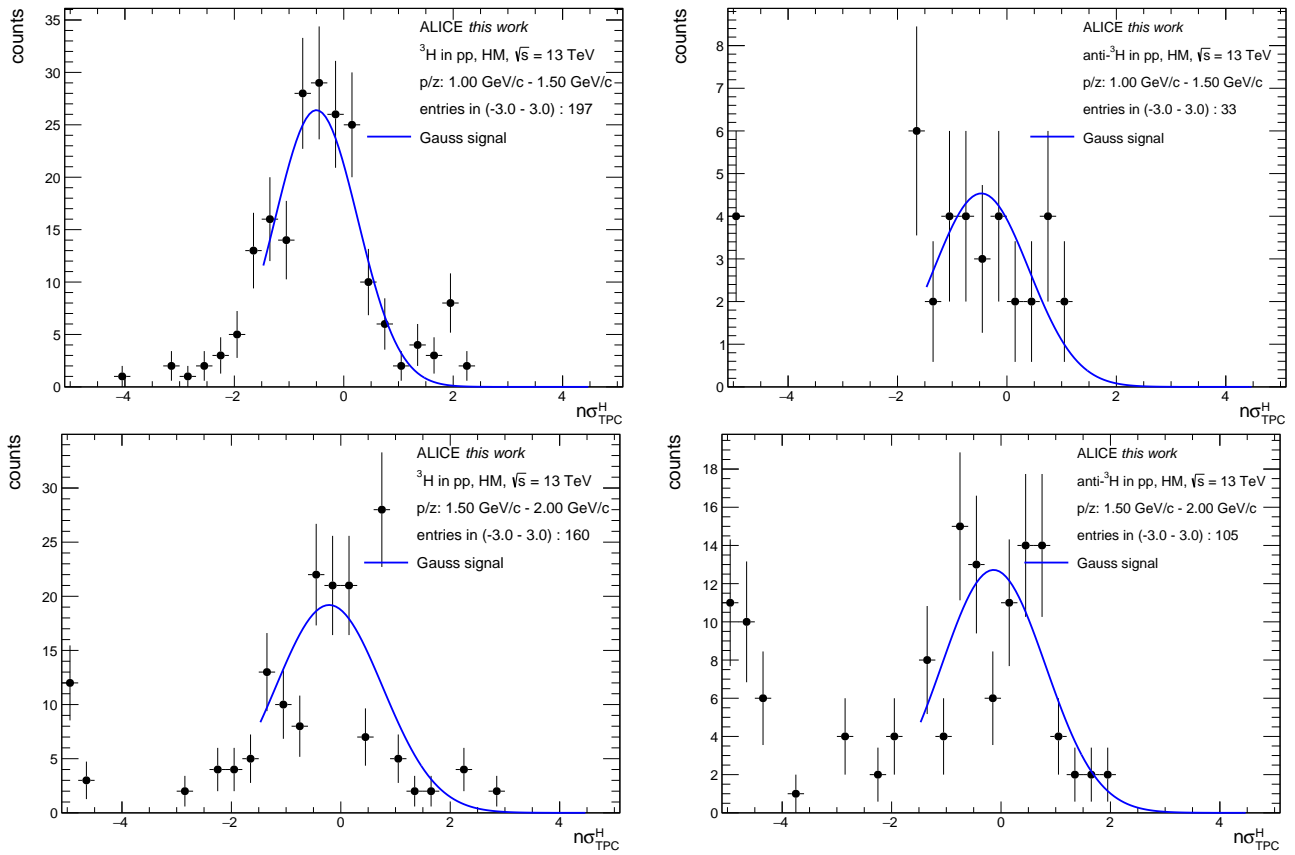 counts
ALICE this work
³H in pp, HM, √s = 13 TeV
p/z: 1.00 GeV/c - 1.50 GeV/c
entries in (-3.0 - 3.0) : 197
Gauss signal
35
30
25
20
15
10
5
0
−4 −2 0 2 4
nσ^H_TPC
counts
ALICE this work
anti-³H in pp, HM, √s = 13 TeV
p/z: 1.00 GeV/c - 1.50 GeV/c
entries in (-3.0 - 3.0) : 33
Gauss signal
8
7
6
5
4
3
2
1
0
−4 −2 0 2 4
nσ^H_TPC
counts
ALICE this work
³H in pp, HM, √s = 13 TeV
p/z: 1.50 GeV/c - 2.00 GeV/c
entries in (-3.0 - 3.0) : 160
Gauss signal
30
25
20
15
10
5
0
−4 −2 0 2 4
nσ^H_TPC
counts
ALICE this work
anti-³H in pp, HM, √s = 13 TeV
p/z: 1.50 GeV/c - 2.00 GeV/c
entries in (-3.0 - 3.0) : 105
Gauss signal
18
16
14
12
10
8
6
4
2
0
−4 −2 0 2 4
nσ^H_TPC